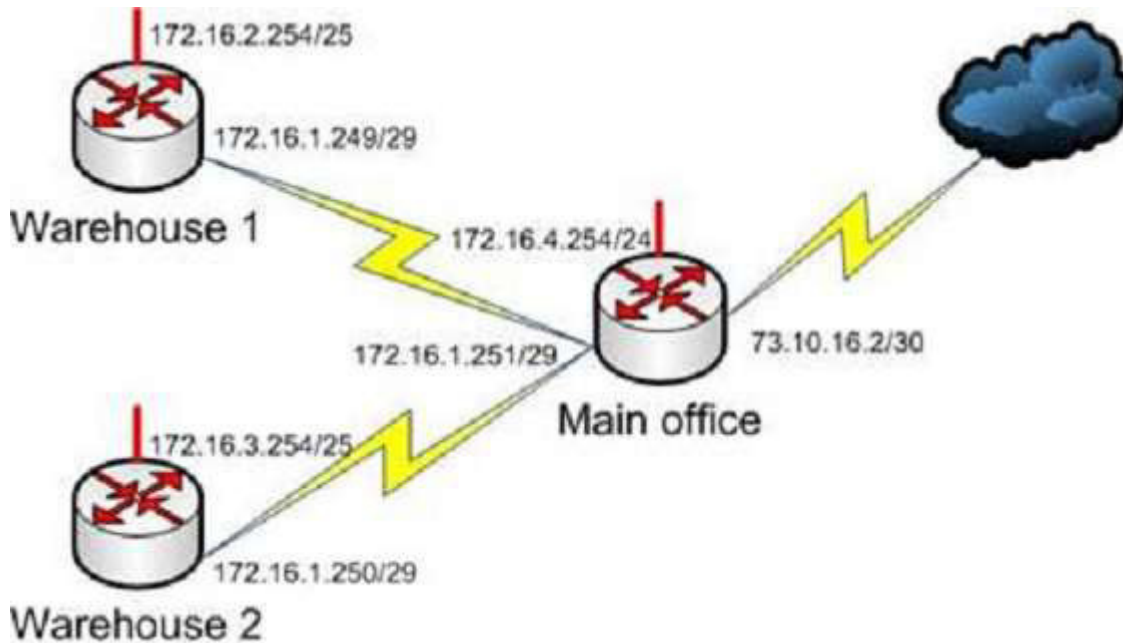 172.16.2.254/25
172.16.1.249/29
Warehouse 1
172.16.4.254/24
172.16.1.251/29
73.10.16.2/30
Main office
172.16.3.254/25
172.16.1.250/29
Warehouse 2